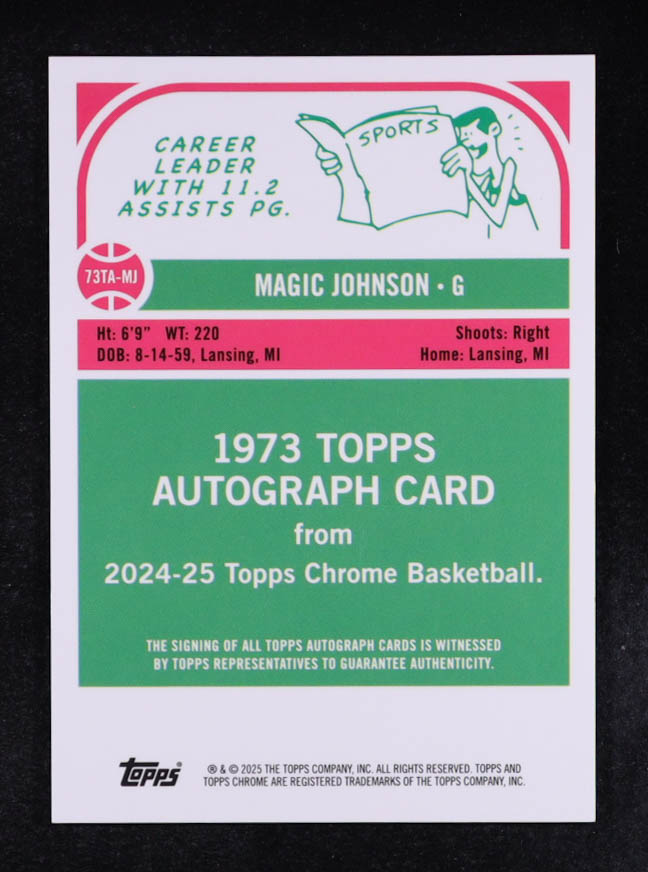 CAREER
LEADER
WITH 11.2
ASSISTS PG.
SPORTS
73TA-MJ
MAGIC JOHNSON • G
Ht: 6'9" WT: 220
Shoots: Right
DOB: 8-14-59, Lansing, MI
Home: Lansing, MI
1973 TOPPS
AUTOGRAPH CARD
from
2024-25 Topps Chrome Basketball.
THE SIGNING OF ALL TOPPS AUTOGRAPH CARDS IS WITNESSED
BY TOPPS REPRESENTATIVES TO GUARANTEE AUTHENTICITY.
topps®
® & © 2025 THE TOPPS COMPANY, INC. ALL RIGHTS RESERVED. TOPPS AND
TOPPS CHROME ARE REGISTERED TRADEMARKS OF THE TOPPS COMPANY, INC.